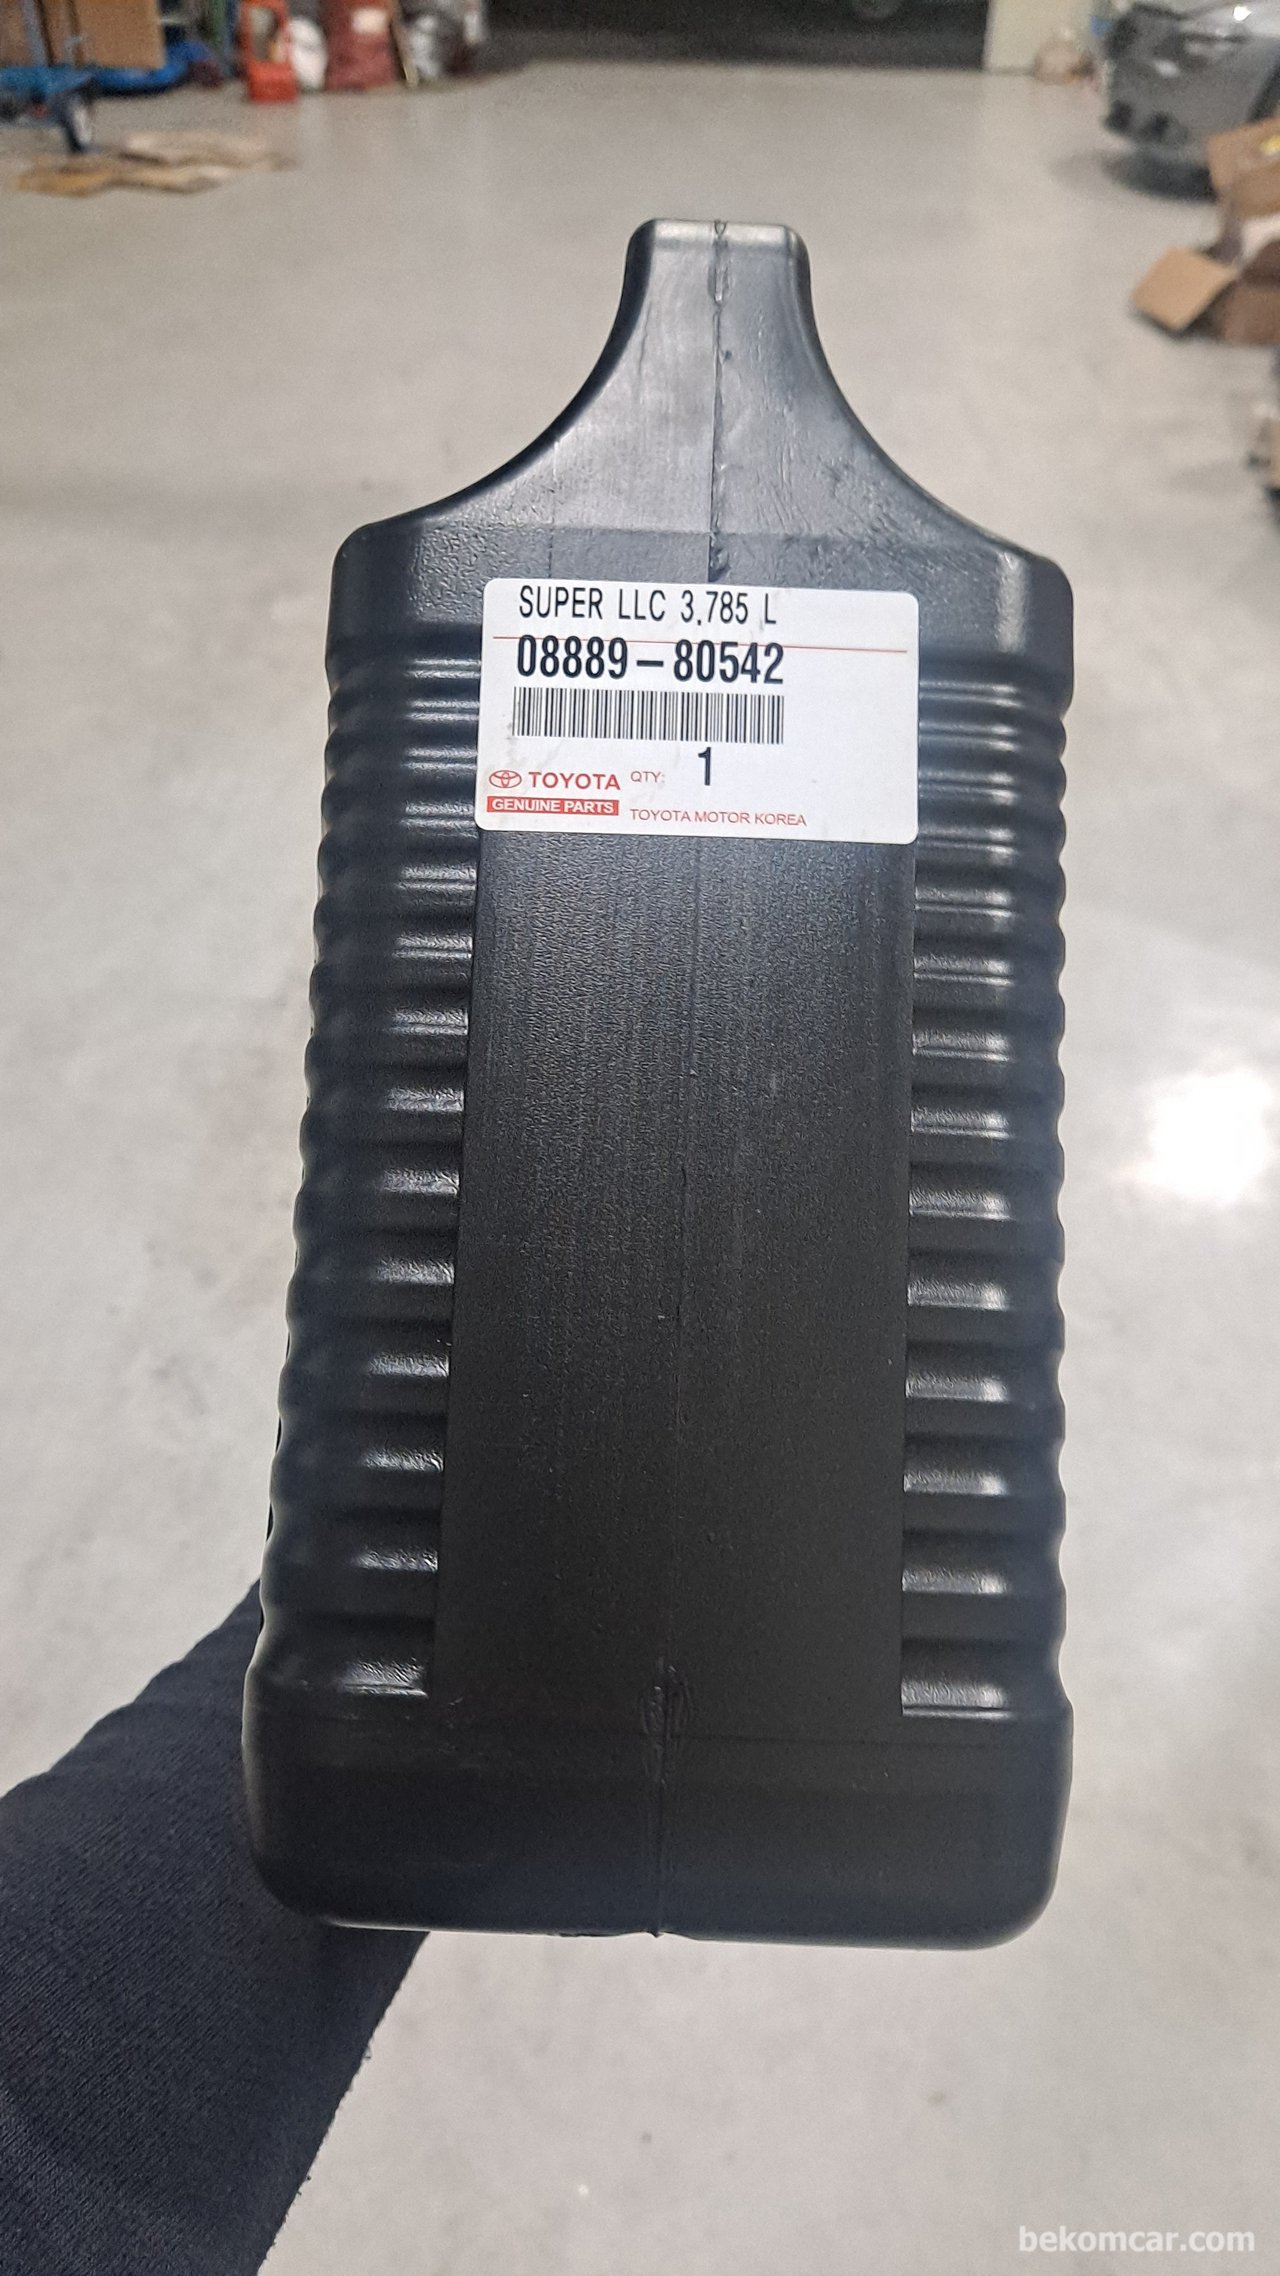 SUPER LLC 3.785 L
08889-80542
QTY: 1
TOYOTA
GENUINE PARTS
TOYOTA MOTOR KOREA
bekomcar.com